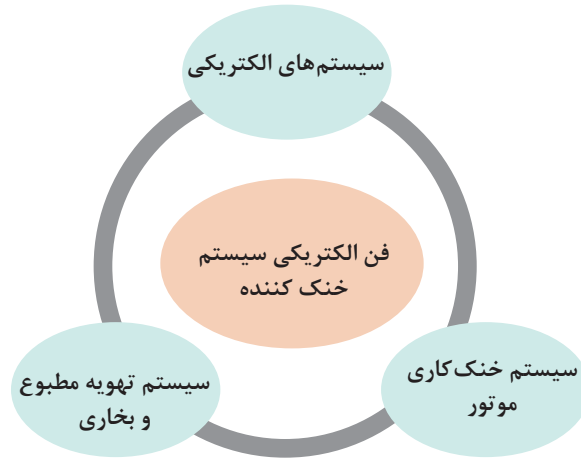 سیستم‌های الکتریکی
فن الکتریکی سیستم
خنک کننده
سیستم خنک‌کاری
موتور
سیستم تهویه مطبوع
و بخاری